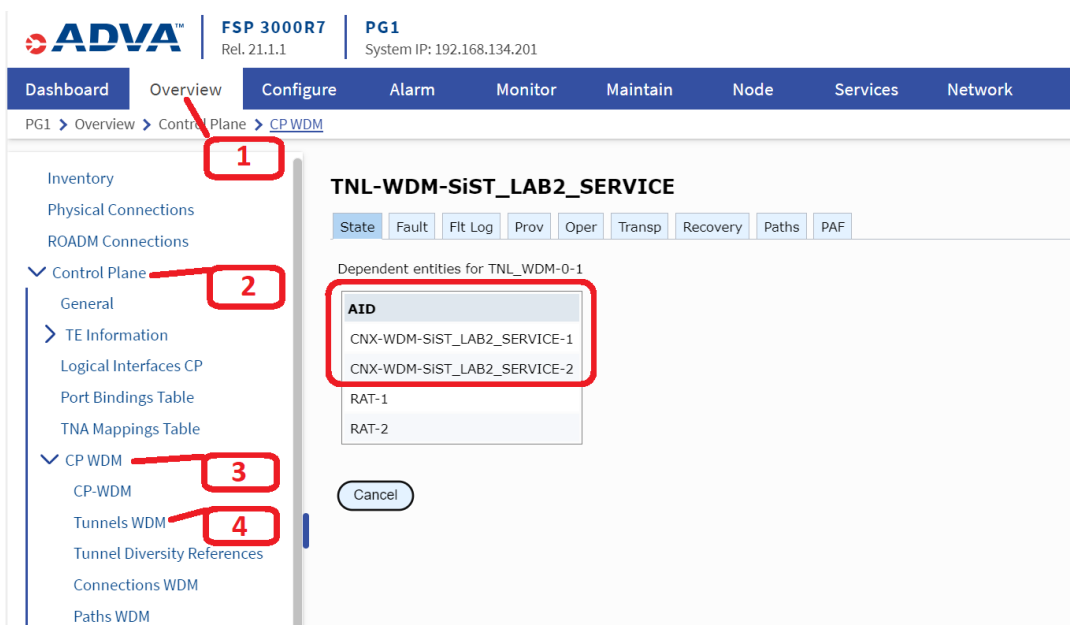 ADVA™
FSP 3000R7
Rel. 21.1.1
PG1
System IP: 192.168.134.201
Dashboard Overview Configure Alarm Monitor Maintain Node Services Network
PG1 > Overview > Control Plane > CP WDM
1
Inventory
Physical Connections
ROADM Connections
Control Plane
2
General
TE Information
Logical Interfaces CP
Port Bindings Table
TNA Mappings Table
CP WDM
3
CP-WDM
Tunnels WDM
4
Tunnel Diversity References
Connections WDM
Paths WDM
TNL-WDM-SiST_LAB2_SERVICE
State Fault Flt Log Prov Oper Transp Recovery Paths PAF
Dependent entities for TNL_WDM-0-1
AID
CNX-WDM-SiST_LAB2_SERVICE-1
CNX-WDM-SiST_LAB2_SERVICE-2
RAT-1
RAT-2
Cancel